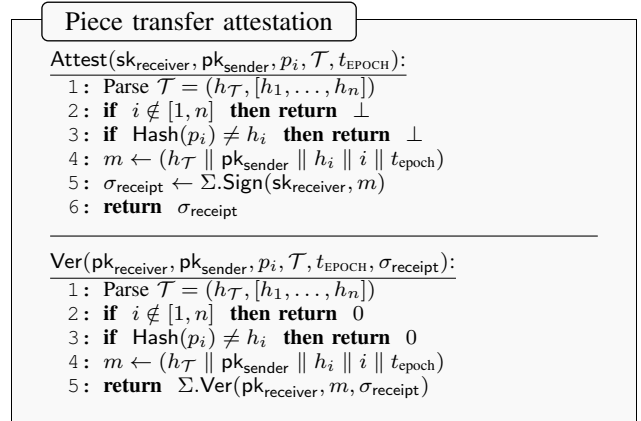 Piece transfer attestation
Attest(sk_receiver, pk_sender, p_i, 𝒯, t_EPOCH):
1: Parse 𝒯 = (h_𝒯, [h_1, . . . , h_n])
2: if i ∉ [1, n] then return ⊥
3: if Hash(p_i) ≠ h_i then return ⊥
4: m ← (h_𝒯 ∥ pk_sender ∥ h_i ∥ i ∥ t_epoch)
5: σ_receipt ← Σ.Sign(sk_receiver, m)
6: return σ_receipt
Ver(pk_receiver, pk_sender, p_i, 𝒯, t_EPOCH, σ_receipt):
1: Parse 𝒯 = (h_𝒯, [h_1, . . . , h_n])
2: if i ∉ [1, n] then return 0
3: if Hash(p_i) ≠ h_i then return 0
4: m ← (h_𝒯 ∥ pk_sender ∥ h_i ∥ i ∥ t_epoch)
5: return Σ.Ver(pk_receiver, m, σ_receipt)